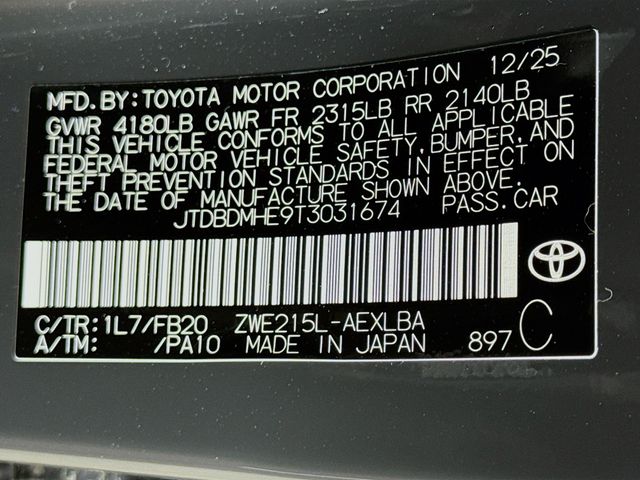 MFD. BY: TOYOTA MOTOR CORPORATION 12/25
GVWR 4180LB GAWR FR 2315LB RR 2140LB
THIS VEHICLE CONFORMS TO ALL APPLICABLE
FEDERAL MOTOR VEHICLE SAFETY, BUMPER, AND
THEFT PREVENTION STANDARDS IN EFFECT ON
THE DATE OF MANUFACTURE SHOWN ABOVE.
JTDBDMHE9T3031674 PASS. CAR
C/TR: 1L7/FB20 ZWE215L-AEXLBA
A/TM: /PA10 MADE IN JAPAN 897 C